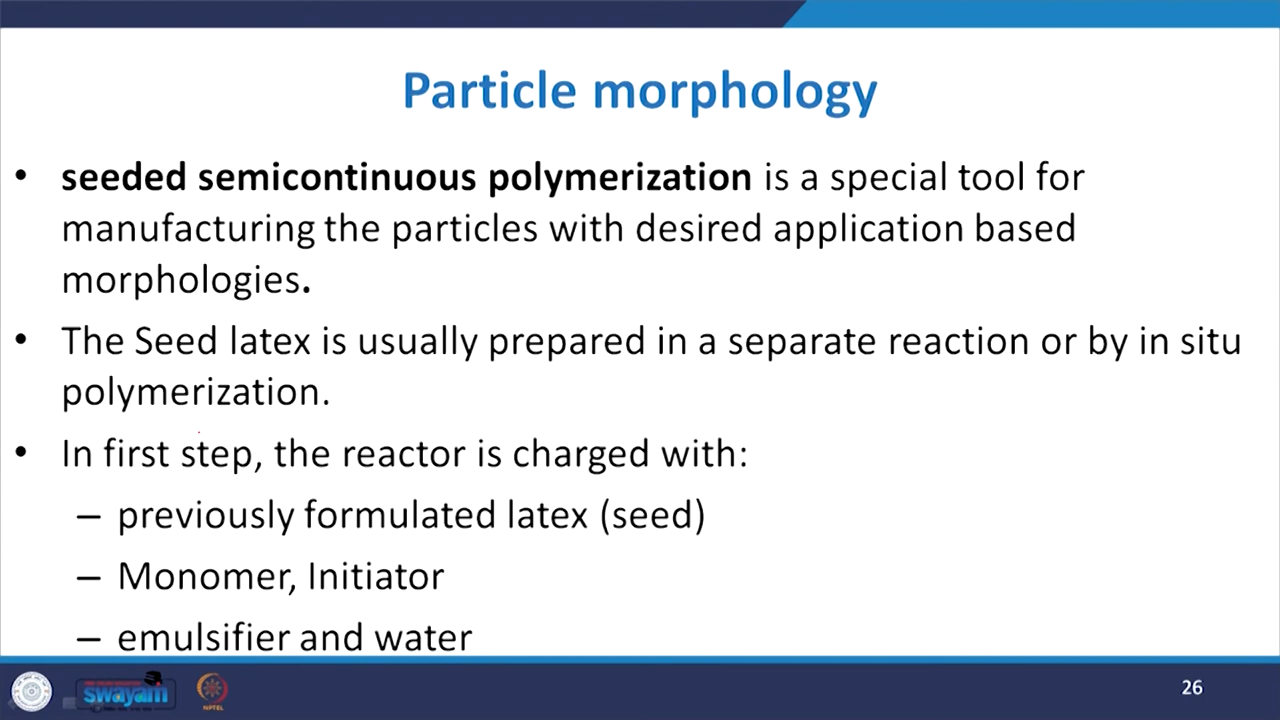 Particle morphology
• seeded semicontinuous polymerization is a special tool for
manufacturing the particles with desired application based
morphologies.
• The Seed latex is usually prepared in a separate reaction or by in situ
polymerization.
• In first step, the reactor is charged with:
– previously formulated latex (seed)
– Monomer, Initiator
– emulsifier and water
swayam
NPTEL
26